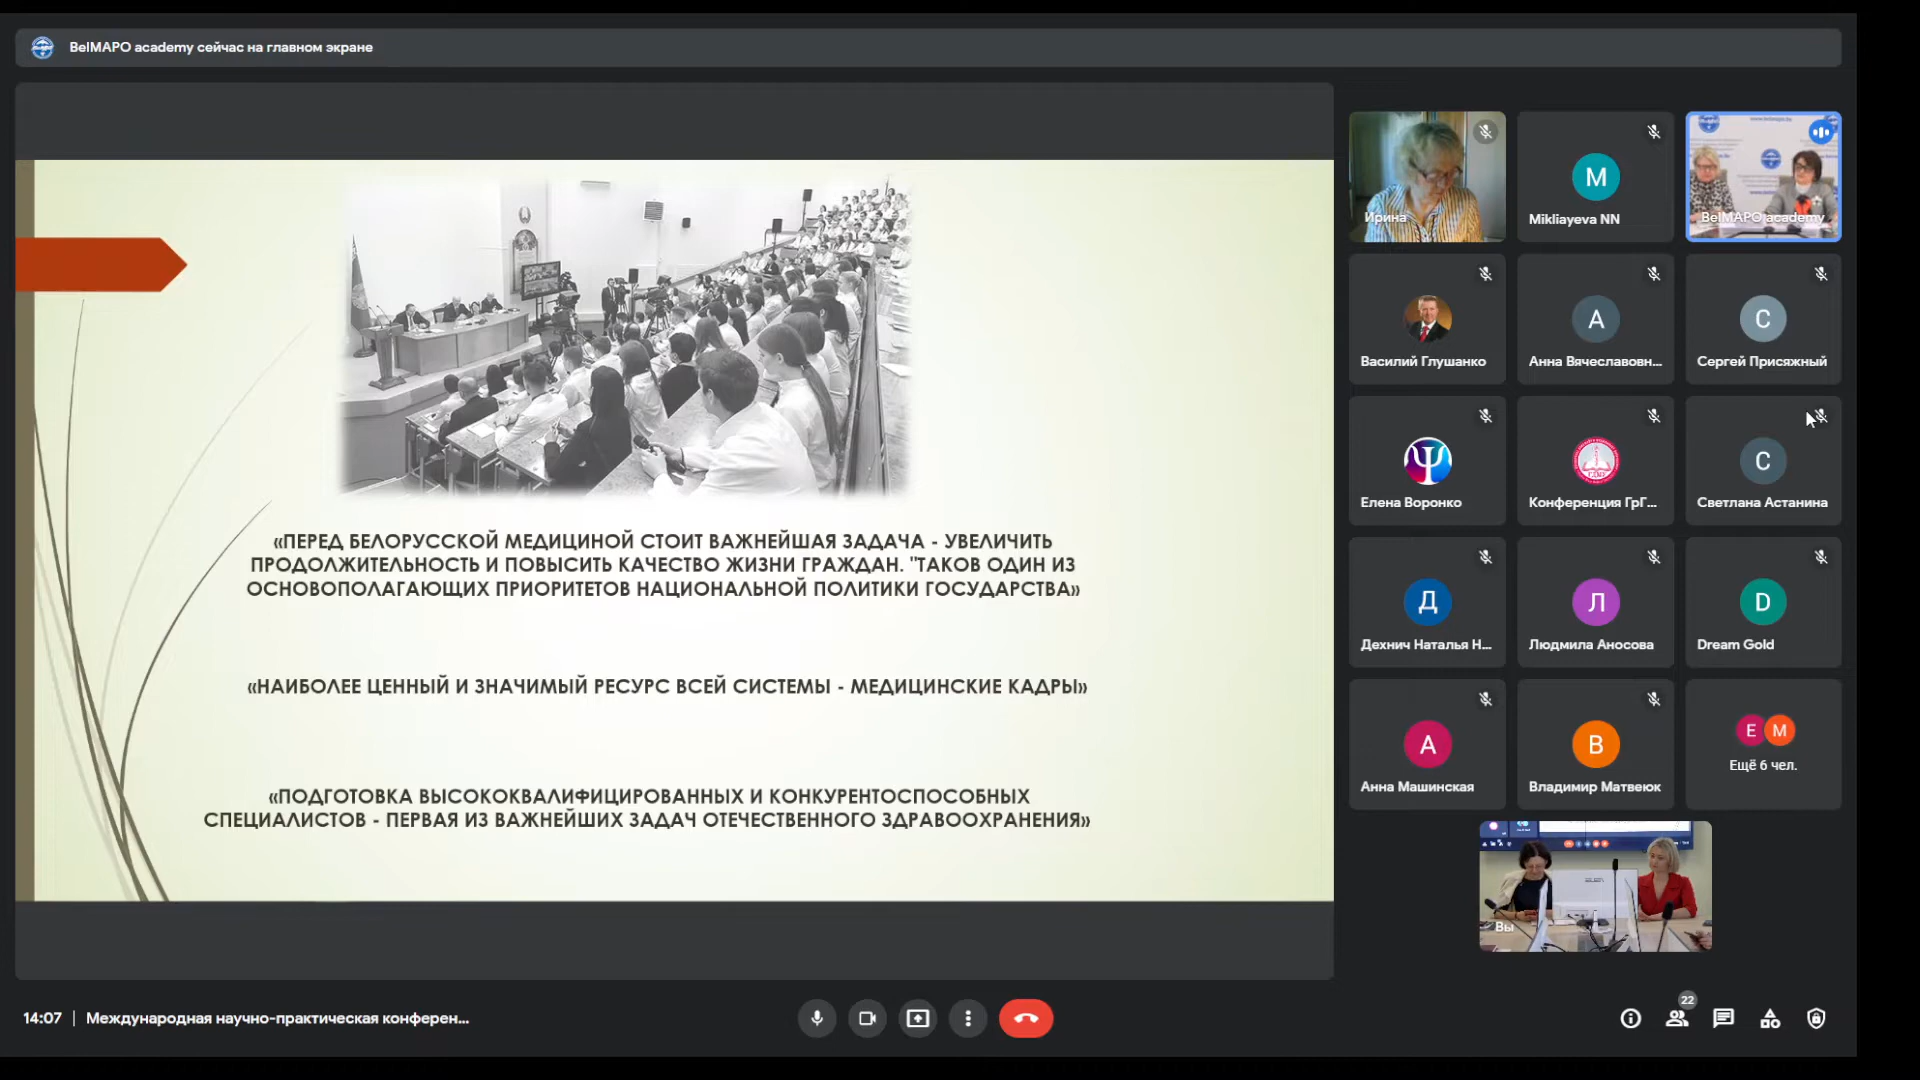 BelMAPO academy сейчас на главном экране
«ПЕРЕД БЕЛОРУССКОЙ МЕДИЦИНОЙ СТОИТ ВАЖНЕЙШАЯ ЗАДАЧА - УВЕЛИЧИТЬ
ПРОДОЛЖИТЕЛЬНОСТЬ И ПОВЫСИТЬ КАЧЕСТВО ЖИЗНИ ГРАЖДАН. "ТАКОВ ОДИН ИЗ
ОСНОВОПОЛАГАЮЩИХ ПРИОРИТЕТОВ НАЦИОНАЛЬНОЙ ПОЛИТИКИ ГОСУДАРСТВА»
«НАИБОЛЕЕ ЦЕННЫЙ И ЗНАЧИМЫЙ РЕСУРС ВСЕЙ СИСТЕМЫ - МЕДИЦИНСКИЕ КАДРЫ»
«ПОДГОТОВКА ВЫСОКОКВАЛИФИЦИРОВАННЫХ И КОНКУРЕНТОСПОСОБНЫХ
СПЕЦИАЛИСТОВ - ПЕРВАЯ ИЗ ВАЖНЕЙШИХ ЗАДАЧ ОТЕЧЕСТВЕННОГО ЗДРАВООХРАНЕНИЯ»
Ирина
M
Mikliayeva NN
BelMAPO academy
Василий Глушанко
А
Анна Вячеславовн...
С
Сергей Присяжный
Ψ
Елена Воронко
Конференция ГрГ...
С
Светлана Астанина
Д
Дехнич Наталья Н...
Л
Людмила Аносова
D
Dream Gold
А
Анна Машинская
В
Владимир Матвеюк
Е М
Ещё 6 чел.
Вы
14:07 | Международная научно-практическая конферен...
22